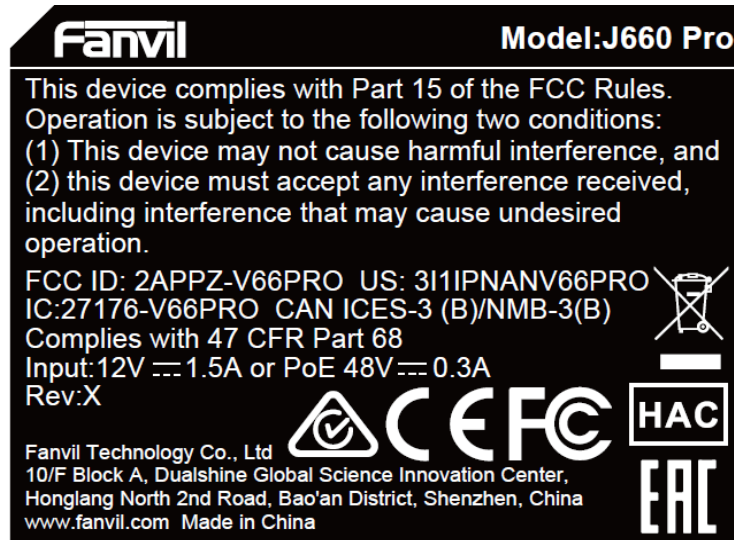 Fanvil
Model:J660 Pro
This device complies with Part 15 of the FCC Rules.
Operation is subject to the following two conditions:
(1) This device may not cause harmful interference, and
(2) this device must accept any interference received,
including interference that may cause undesired
operation.
FCC ID: 2APPZ-V66PRO US: 3I1IPNANV66PRO
IC:27176-V66PRO CAN ICES-3 (B)/NMB-3(B)
Complies with 47 CFR Part 68
Input:12V ⎓ 1.5A or PoE 48V ⎓ 0.3A
Rev:X
CE FC
HAC
Fanvil Technology Co., Ltd
10/F Block A, Dualshine Global Science Innovation Center,
Honglang North 2nd Road, Bao'an District, Shenzhen, China
www.fanvil.com Made in China
EAC